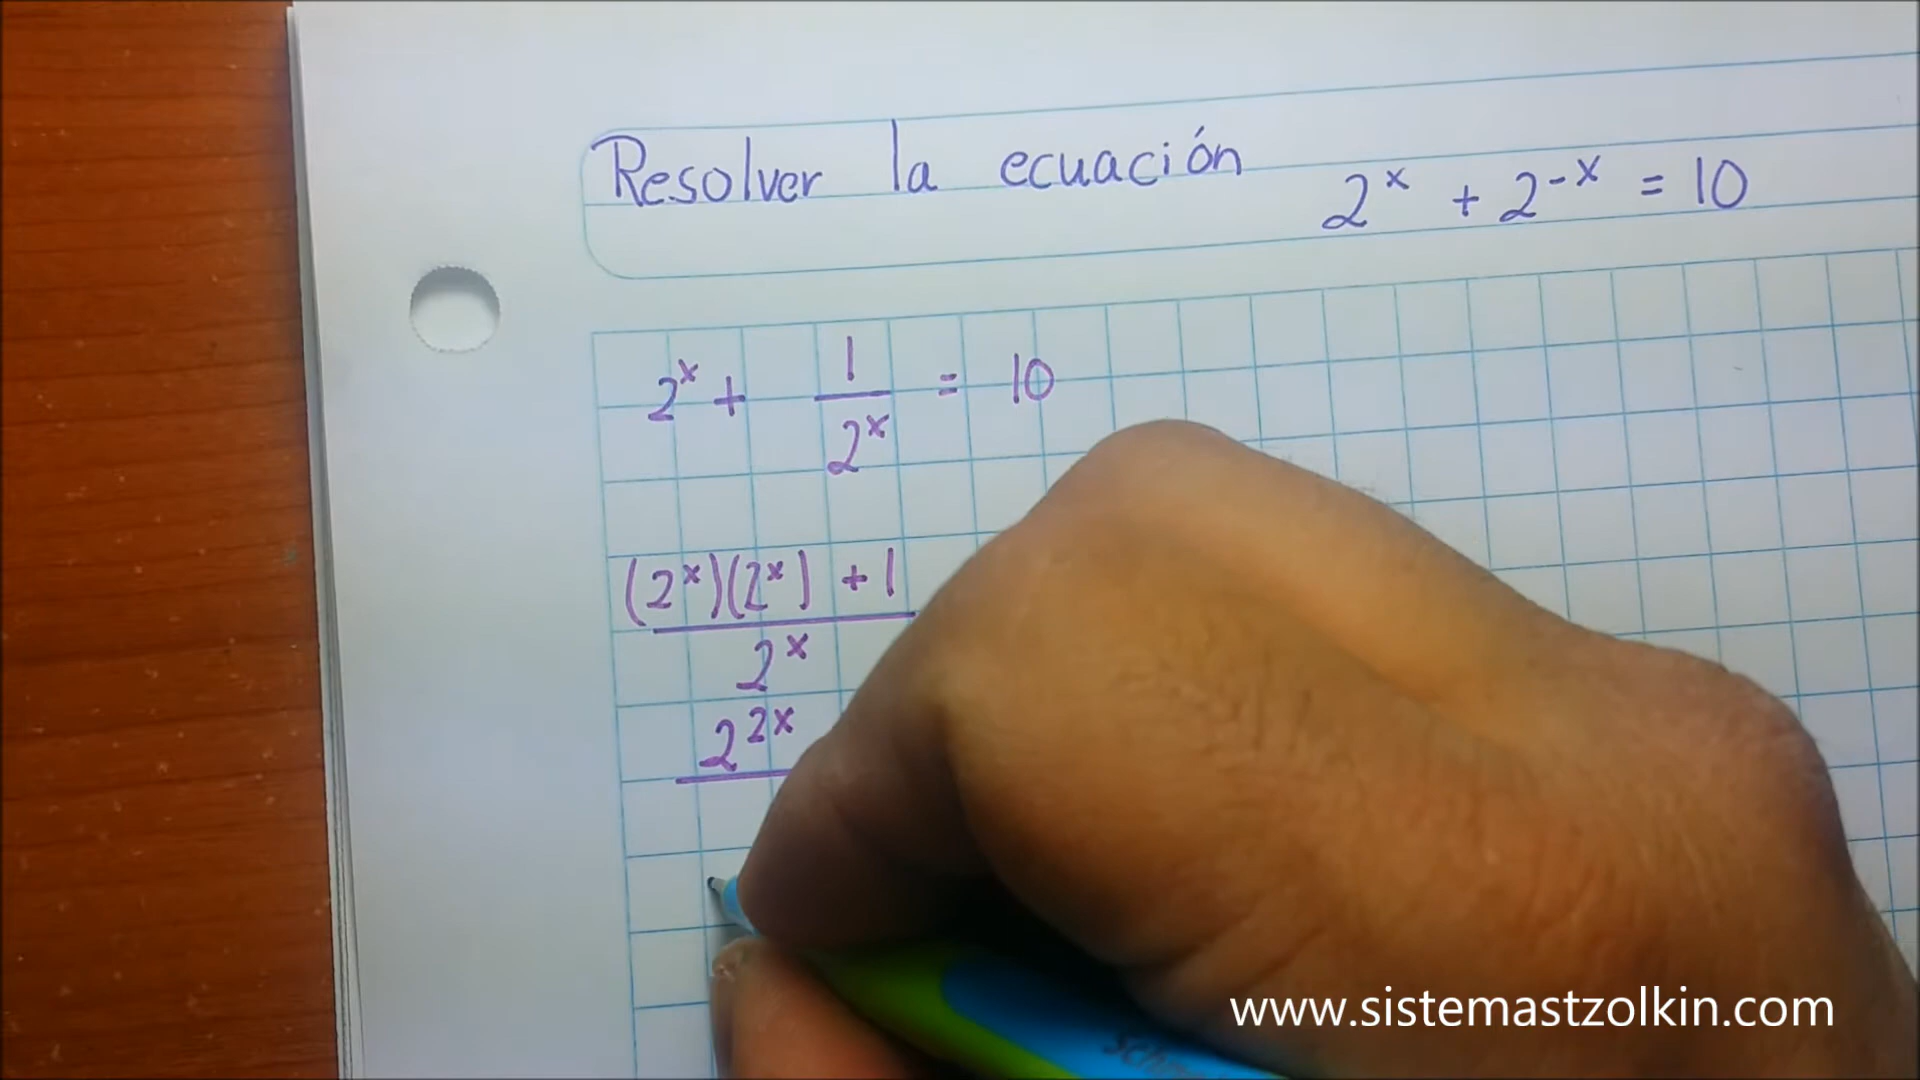 Resolver la ecuación 2^x + 2^-x = 10
2^x + 1/2^x = 10
(2^x)(2^x) + 1
2^x
2^2x
www.sistemastzolkin.com